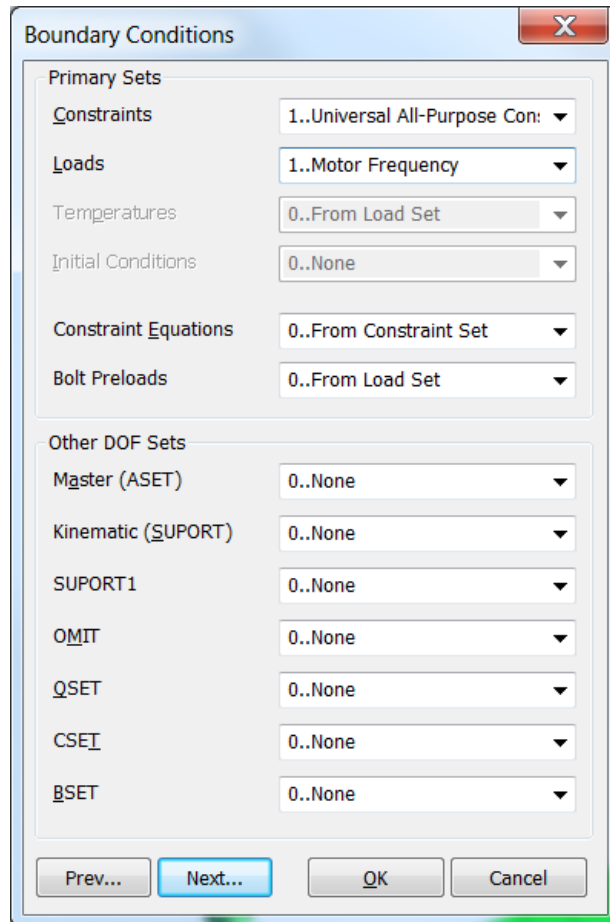 Boundary Conditions
X
Primary Sets
Constraints 1..Universal All-Purpose Con:
Loads 1..Motor Frequency
Temperatures 0..From Load Set
Initial Conditions 0..None
Constraint Equations 0..From Constraint Set
Bolt Preloads 0..From Load Set
Other DOF Sets
Master (ASET) 0..None
Kinematic (SUPORT) 0..None
SUPORT1 0..None
OMIT 0..None
QSET 0..None
CSET 0..None
BSET 0..None
Prev... Next... OK Cancel